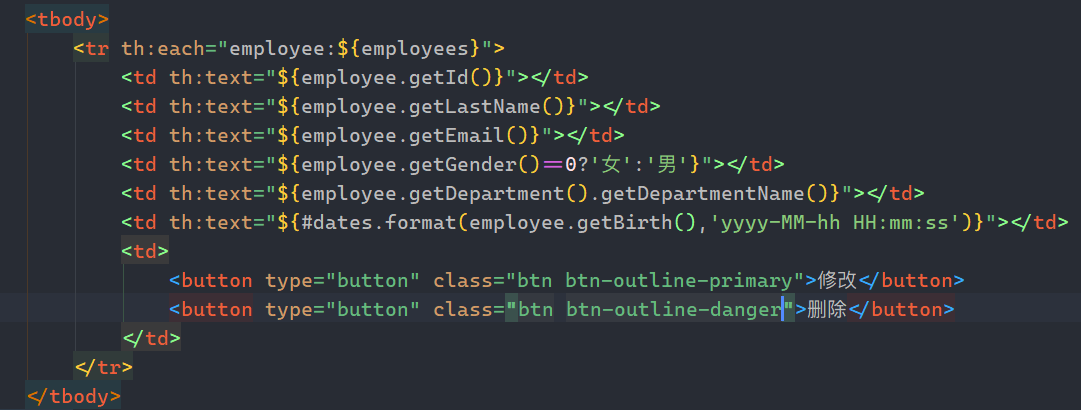 <tbody>
<tr th:each="employee:${employees}">
<td th:text="${employee.getId()}"></td>
<td th:text="${employee.getLastName()}"></td>
<td th:text="${employee.getEmail()}"></td>
<td th:text="${employee.getGender()==0?'女':'男'}"></td>
<td th:text="${employee.getDepartment().getDepartmentName()}"></td>
<td th:text="${#dates.format(employee.getBirth(),'yyyy-MM-hh HH:mm:ss')}"></td>
<td>
<button type="button" class="btn btn-outline-primary">修改</button>
<button type="button" class="btn btn-outline-danger">删除</button>
</td>
</tr>
</tbody>